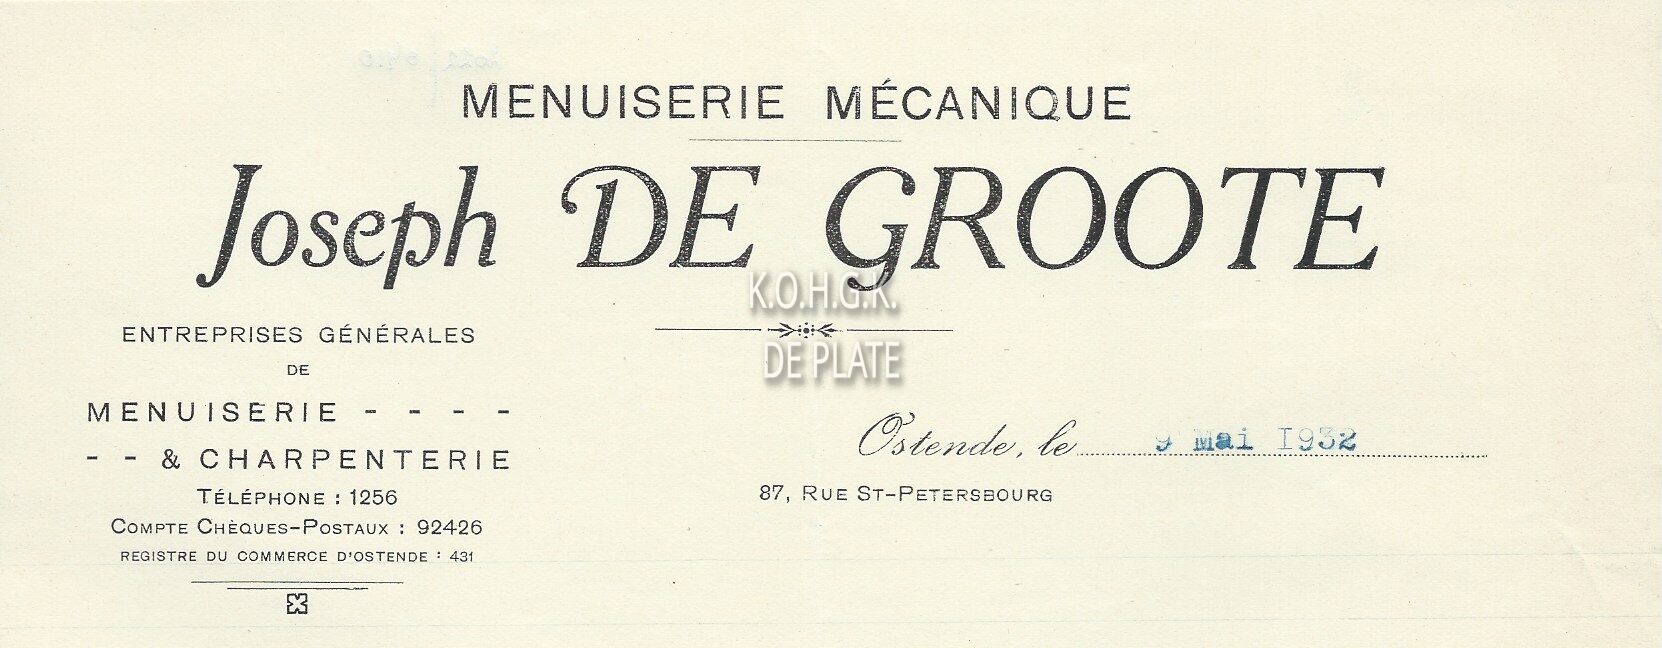 MENUISERIE MÉCANIQUE
Joseph DE GROOTE
K.O.H.G.K.
DE PLATE
ENTREPRISES GÉNÉRALES
DE
MENUISERIE - - - -
- - & CHARPENTERIE
TÉLÉPHONE : 1256
COMPTE CHÈQUES-POSTAUX : 92426
REGISTRE DU COMMERCE D'OSTENDE : 431
Ostende, le 9 Mai 1932
87, RUE ST-PETERSBOURG